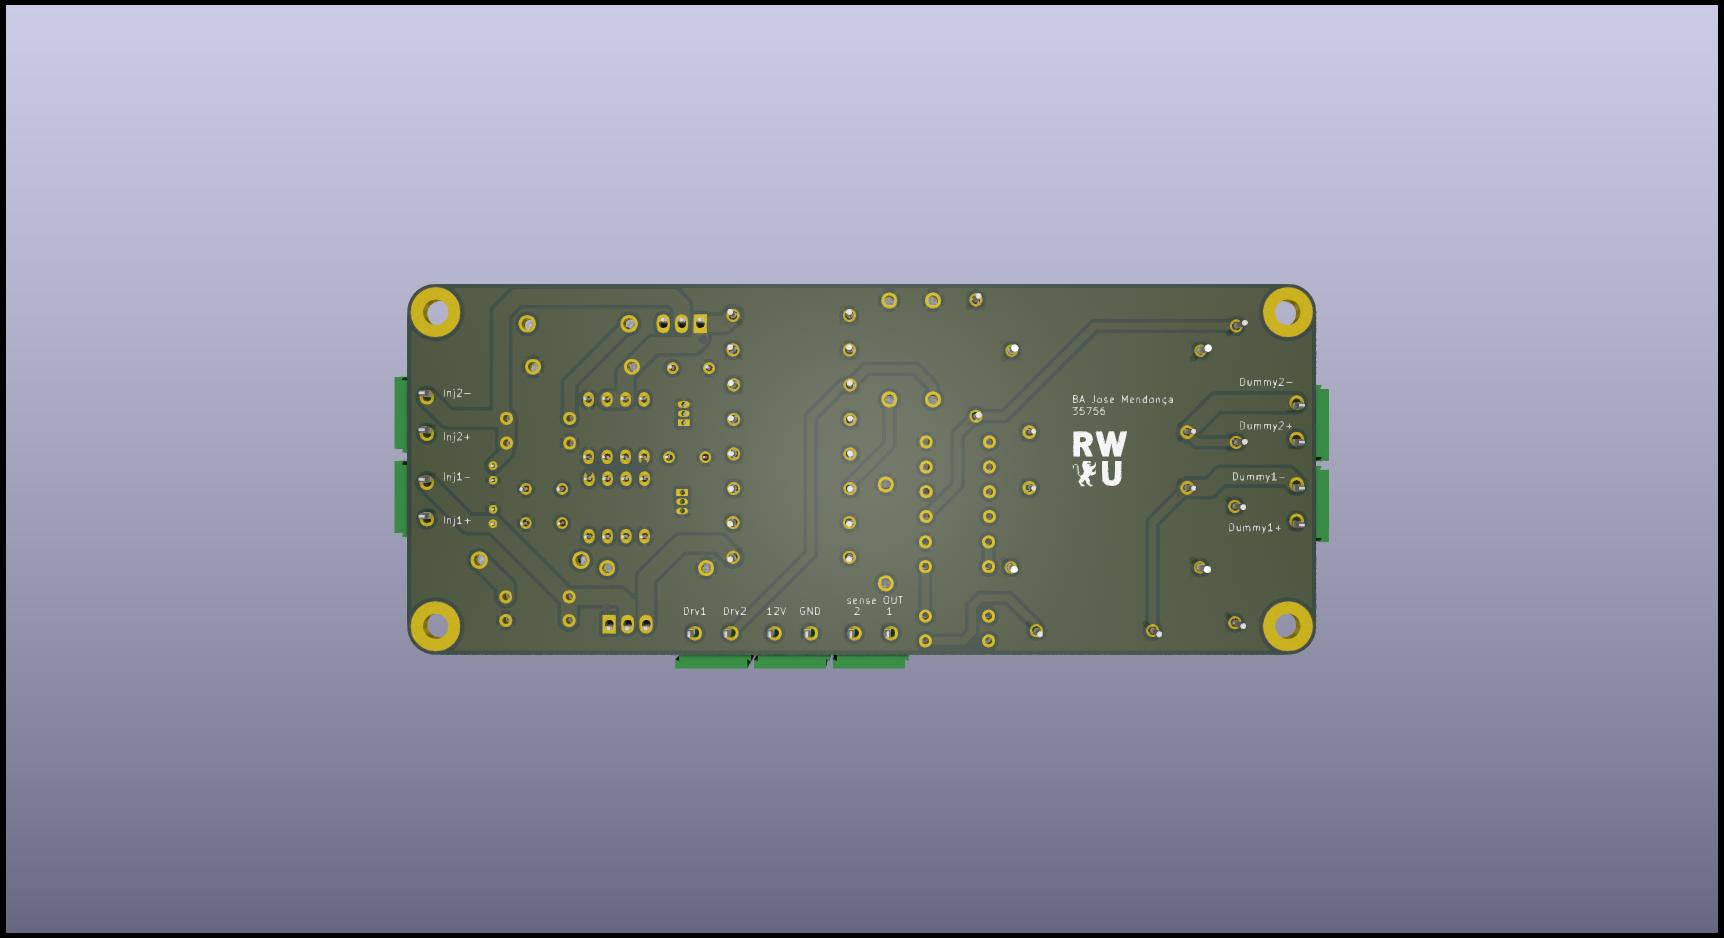 Dummy2-
Inj2-
BA Jose Mendança
35756
Dummy2+
Inj2+
RW
U
Inj1-
Dummy1-
Inj1+
Dummy1+
sense OUT
Drv1 Drv2 12V GND 2 1